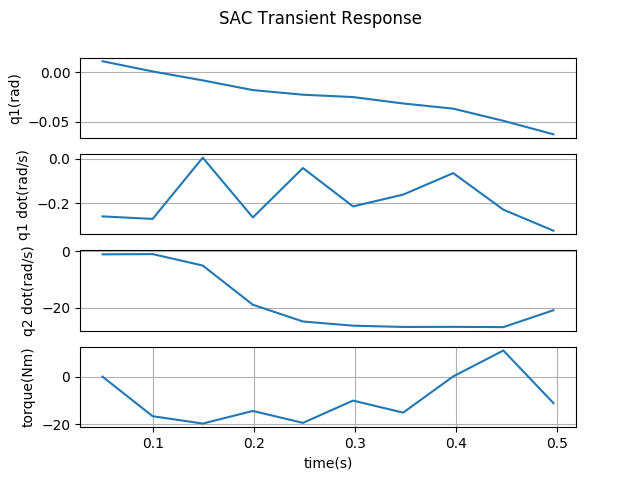 SAC Transient Response
q1(rad)
0.00
−0.05
q1 dot(rad/s)
0.0
−0.2
q2 dot(rad/s)
0
−20
torque(Nm)
0
−20
0.1 0.2 0.3 0.4 0.5
time(s)